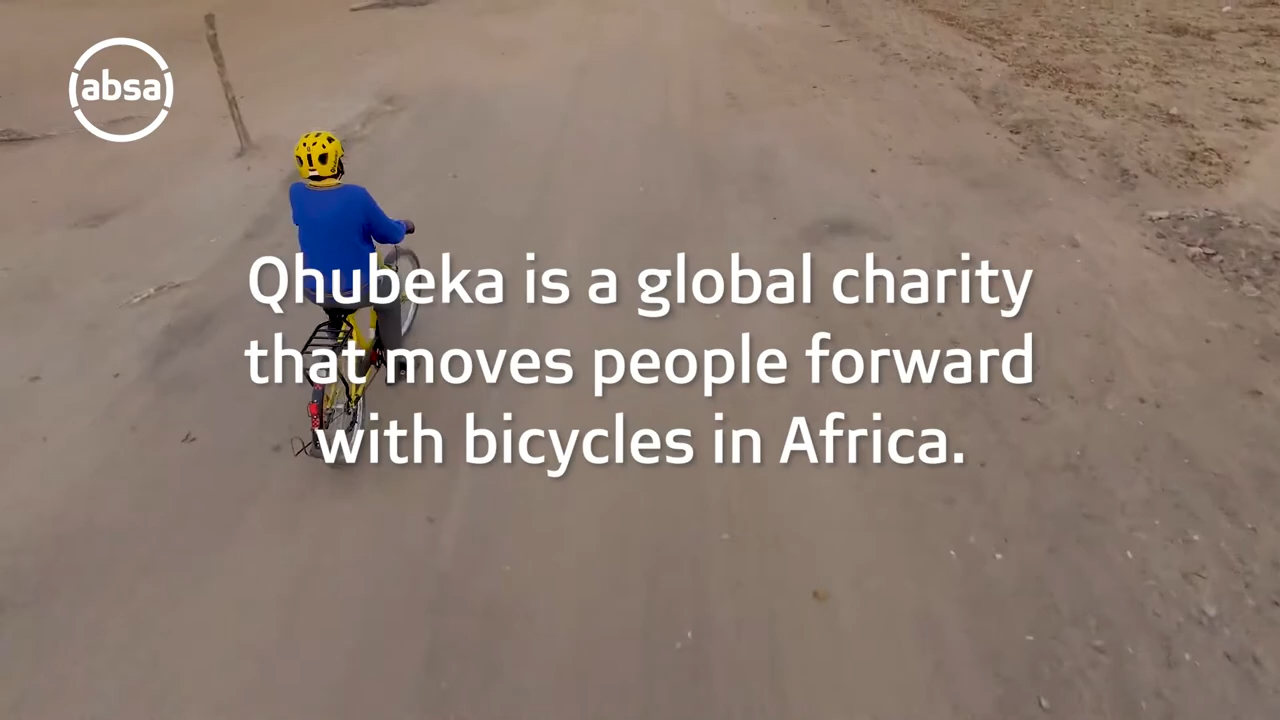 absa
Qhubeka is a global charity
that moves people forward
with bicycles in Africa.